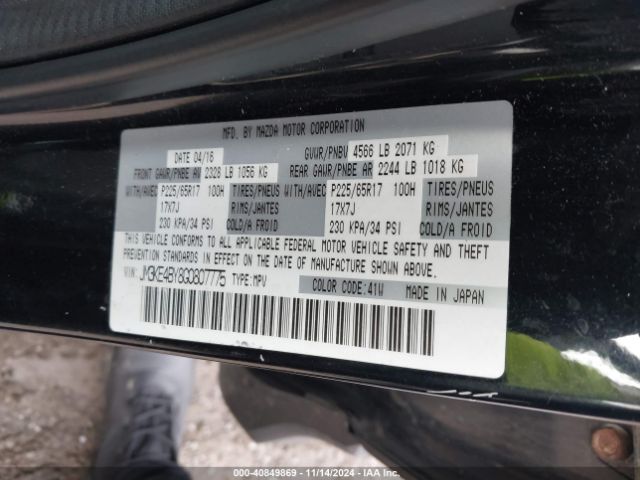 MFD. BY MAZDA MOTOR CORPORATION
DATE 04/16 GVWR/PNBV 4566 LB 2071 KG
FRONT GAWR/PNBE AV 2328 LB 1056 KG REAR GAWR/PNBE AR 2244 LB 1018 KG
WITH/AVEC P225/65R17 100H TIRES/PNEUS WITH/AVEC P225/65R17 100H TIRES/PNEUS
17X7J RIMS/JANTES 17X7J RIMS/JANTES
230 KPA/34 PSI COLD/A FROID 230 KPA/34 PSI COLD/A FROID
THIS VEHICLE CONFORMS TO ALL APPLICABLE FEDERAL MOTOR VEHICLE SAFETY AND THEFT
PREVENTION STANDARDS IN EFFECT ON THE DATE OF MANUFACTURE SHOWN ABOVE.
VIN: JM3KE4BY8G0807775 TYPE:MPV COLOR CODE:41W MADE IN JAPAN
000-40849869 - 11/14/2024 - IAA Inc.